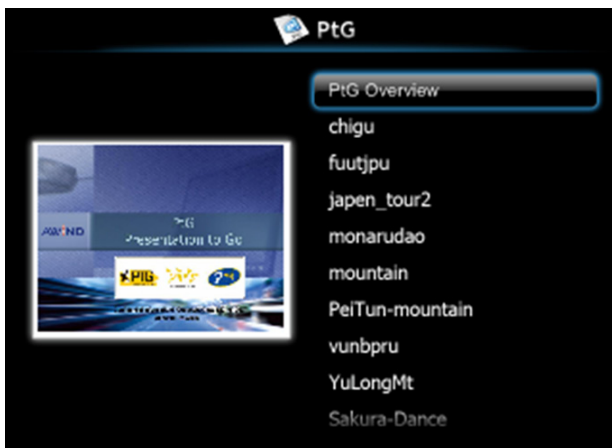 PtG
PtG Overview
chigu
fuutjpu
japen_tour2
monarudao
mountain
PeiTun-mountain
vunbpru
YuLongMt
Sakura-Dance
AWIND
PtG
Presentation to Go
PtG